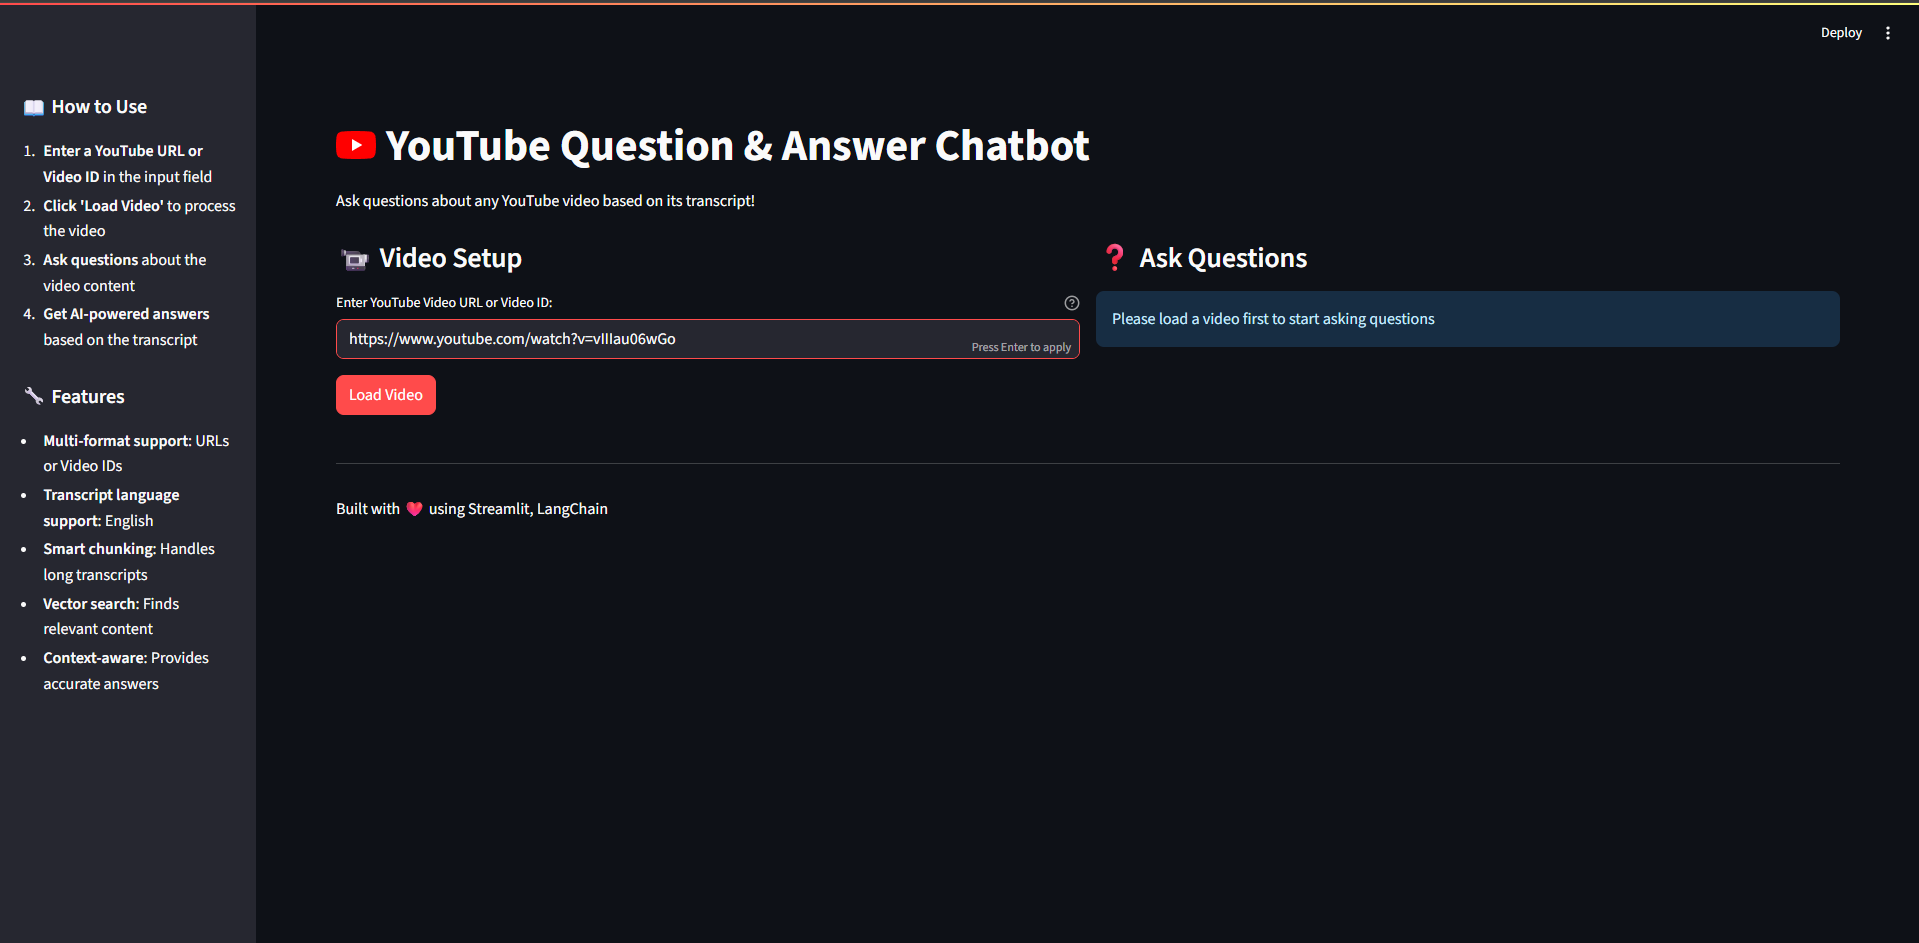 Deploy
📖 How to Use
1. Enter a YouTube URL or
Video ID in the input field
2. Click 'Load Video' to process
the video
3. Ask questions about the
video content
4. Get AI-powered answers
based on the transcript
🔧 Features
• Multi-format support: URLs
or Video IDs
• Transcript language
support: English
• Smart chunking: Handles
long transcripts
• Vector search: Finds
relevant content
• Context-aware: Provides
accurate answers
YouTube Question & Answer Chatbot
Ask questions about any YouTube video based on its transcript!
Video Setup
Enter YouTube Video URL or Video ID:
https://www.youtube.com/watch?v=vIIIau06wGo
Press Enter to apply
Load Video
❓ Ask Questions
Please load a video first to start asking questions
Built with ❤️ using Streamlit, LangChain